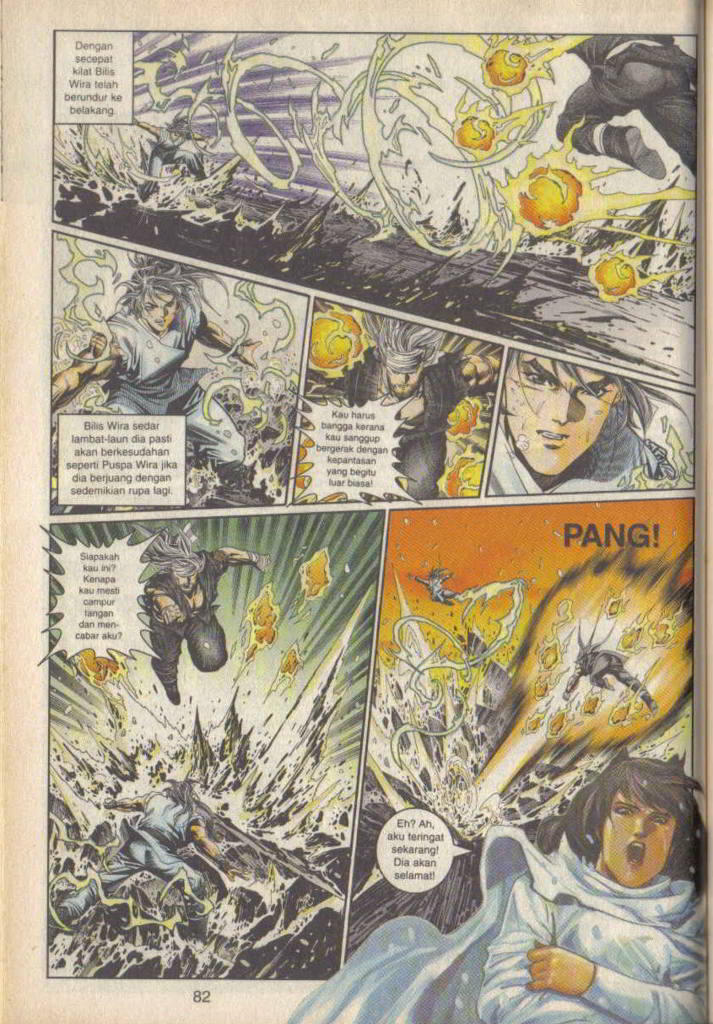 Dengan
secepat
kilat Bilis
Wira telah
berundur ke
belakang.
Bilis Wira sedar
lambat-laun dia pasti
akan berkesudahan
seperti Puspa Wira jika
dia berjuang dengan
sedemikian rupa lagi.
Kau harus
bangga kerana
kau sanggup
bergerak dengan
kepantasan
yang begitu
luar biasa!
Siapakah
kau ini?
Kenapa
kau mesti
campur
tangan
dan men-
cabar aku?
PANG!
Eh? Ah,
aku teringat
sekarang!
Dia akan
selamat!
82